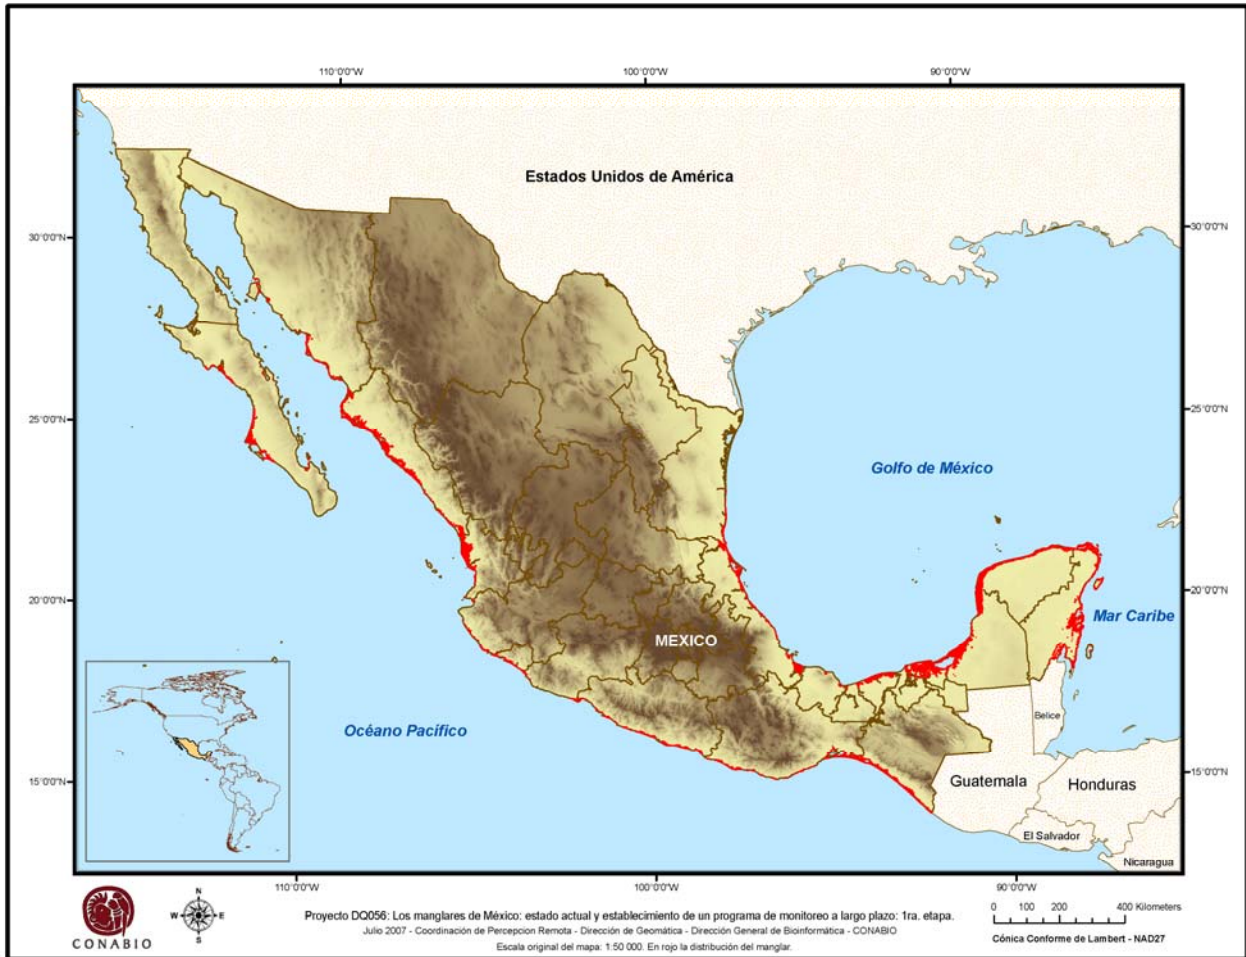 110°0'0"W 100°0'0"W 90°0'0"W
Estados Unidos de América
30°0'0"N 30°0'0"N
25°0'0"N 25°0'0"N
Golfo de México
20°0'0"N 20°0'0"N
Mar Caribe
MEXICO
Belice
Océano Pacífico
15°0'0"N 15°0'0"N
Guatemala Honduras
El Salvador
Nicaragua
110°0'0"W 100°0'0"W 90°0'0"W
CONABIO
N
W E
S
Proyecto DQ056: Los manglares de México: estado actual y establecimiento de un programa de monitoreo a largo plazo: 1ra. etapa.
Julio 2007 - Coordinación de Percepcion Remota - Dirección de Geomática - Dirección General de Bioinformática - CONABIO
Escala original del mapa: 1:50 000. En rojo la distribución del manglar.
0 100 200 400 Kilometers
Cónica Conforme de Lambert - NAD27